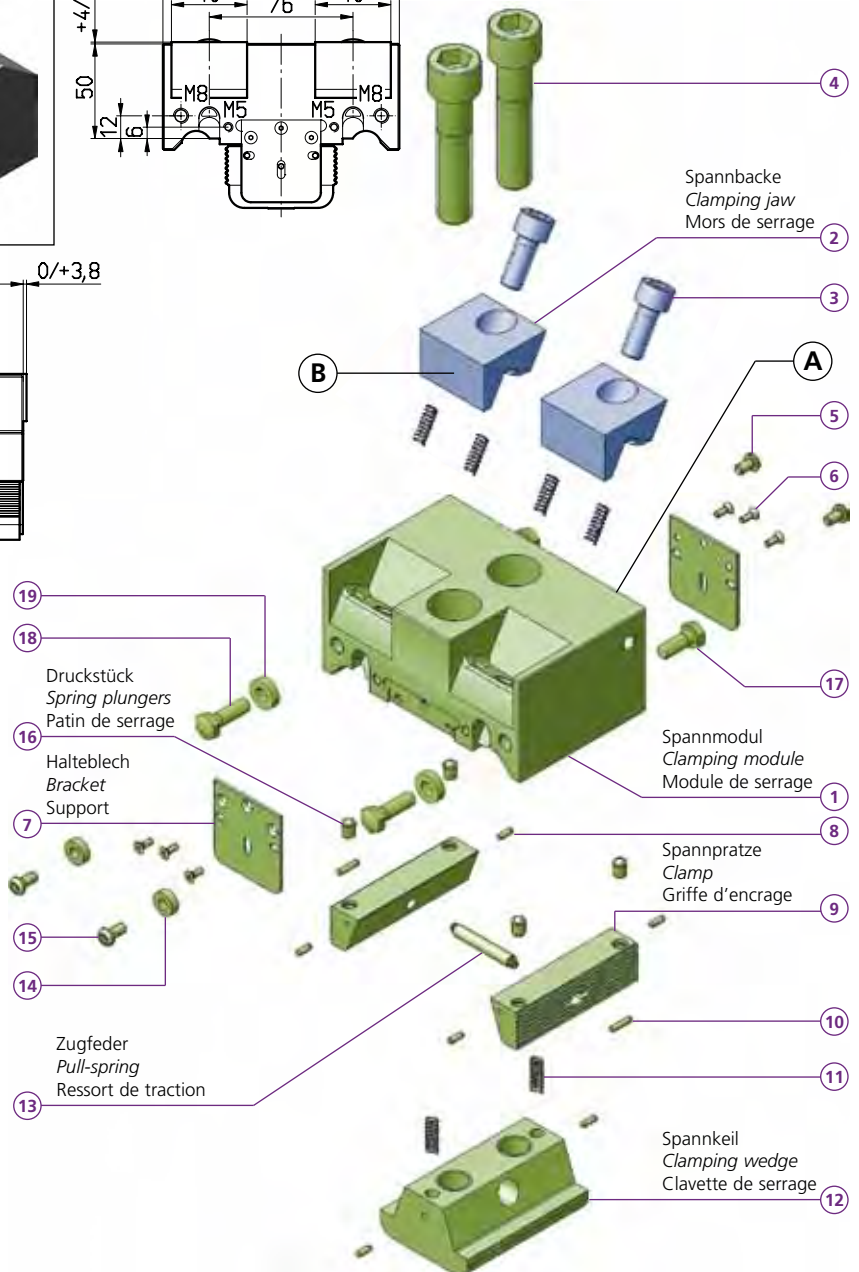 76
+4/
50
M8
M5
M5
M8
12
6
0/+3,8
4
Spannbacke
Clamping jaw
Mors de serrage
2
3
B
A
5
6
19
18
17
Druckstück
Spring plungers
Patin de serrage
16
Halteblech
Bracket
Support
7
Spannmodul
Clamping module
Module de serrage
1
8
Spannpratze
Clamp
Griffe d'encrage
9
15
14
10
Zugfeder
Pull-spring
Ressort de traction
13
11
Spannkeil
Clamping wedge
Clavette de serrage
12